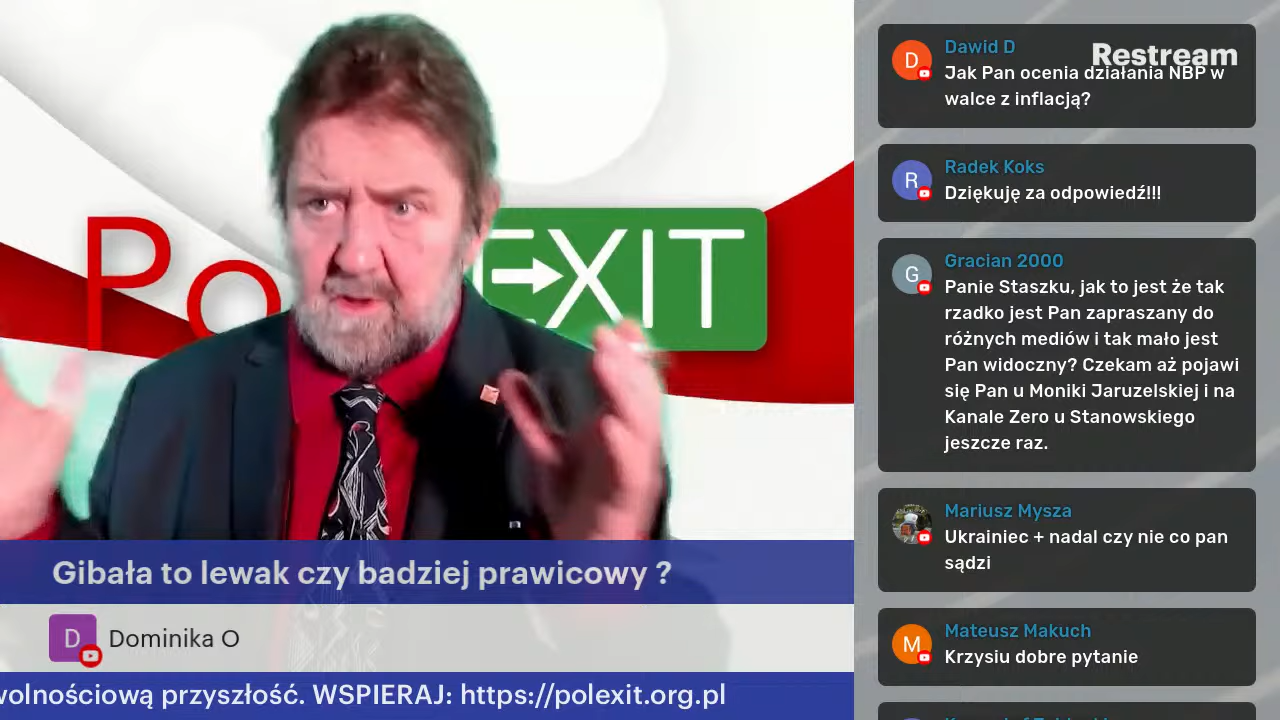 Po EXIT
Gibała to lewak czy badziej prawicowy ?
D
Dominika O
wolnościową przyszłość. WSPIERAJ: https://polexit.org.pl
Restream
D
Dawid D
Jak Pan ocenia działania NBP w
walce z inflacją?
R
Radek Koks
Dziękuję za odpowiedź!!!
G
Gracian 2000
Panie Staszku, jak to jest że tak
rzadko jest Pan zapraszany do
różnych mediów i tak mało jest
Pan widoczny? Czekam aż pojawi
się Pan u Moniki Jaruzelskiej i na
Kanale Zero u Stanowskiego
jeszcze raz.
Mariusz Mysza
Ukrainiec + nadal czy nie co pan
sądzi
M
Mateusz Makuch
Krzysiu dobre pytanie